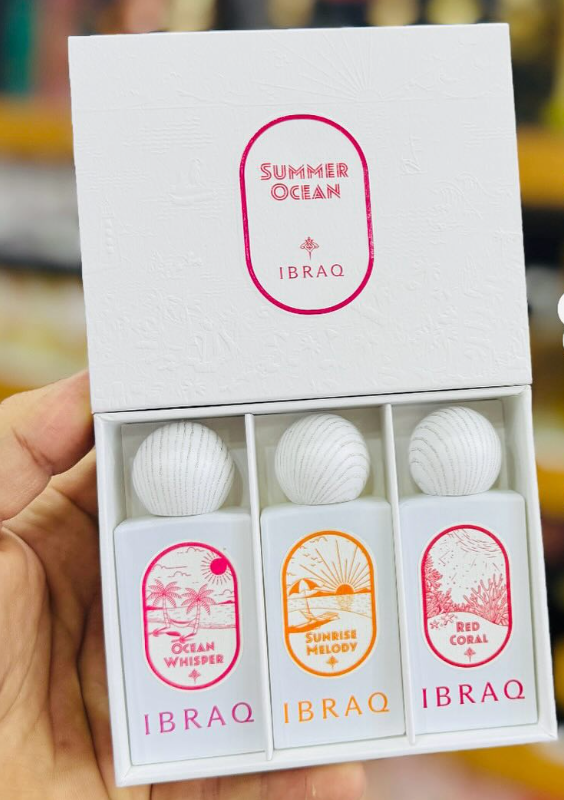 SUMMER
OCEAN
IBRAQ
OCEAN
WHISPER
IBRAQ
SUNRISE
MELODY
IBRAQ
RED
CORAL
IBRAQ